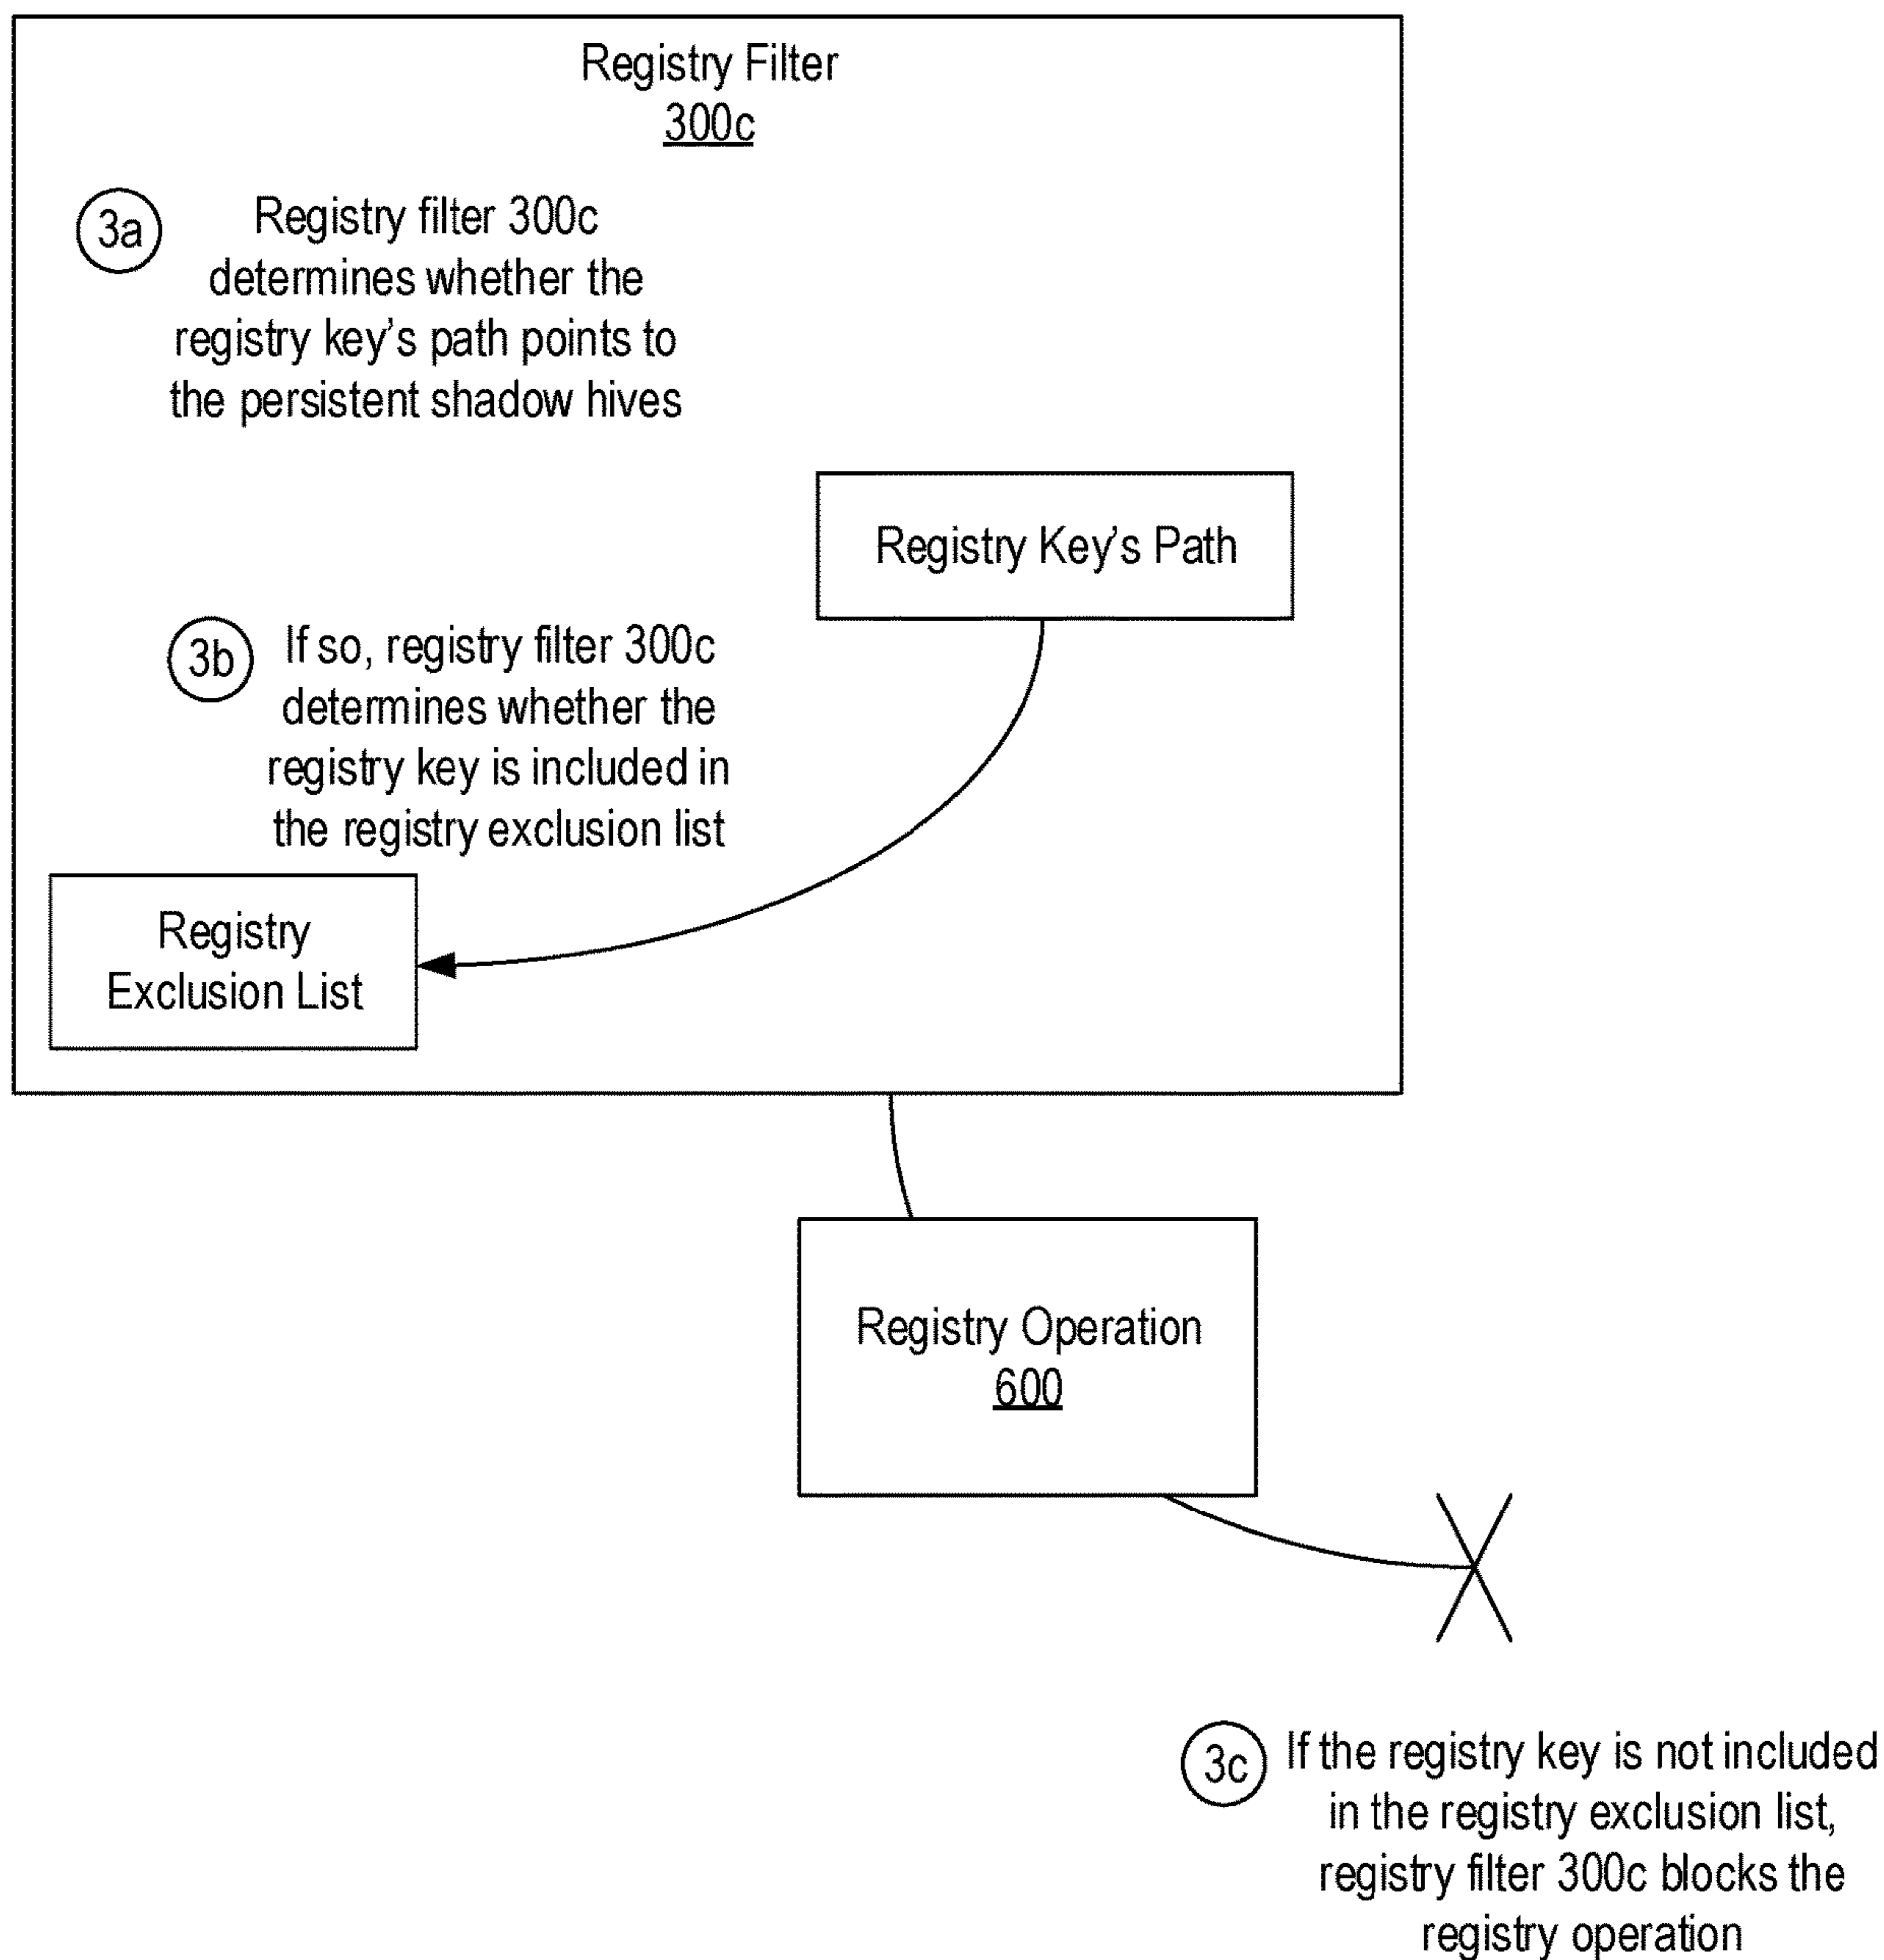 Registry Filter
300c
3a
Registry filter 300c
determines whether the
registry key’s path points to
the persistent shadow hives
Registry Key’s Path
3b
If so, registry filter 300c
determines whether the
registry key is included in
the registry exclusion list
Registry
Exclusion List
Registry Operation
600
3c
If the registry key is not included
in the registry exclusion list,
registry filter 300c blocks the
registry operation